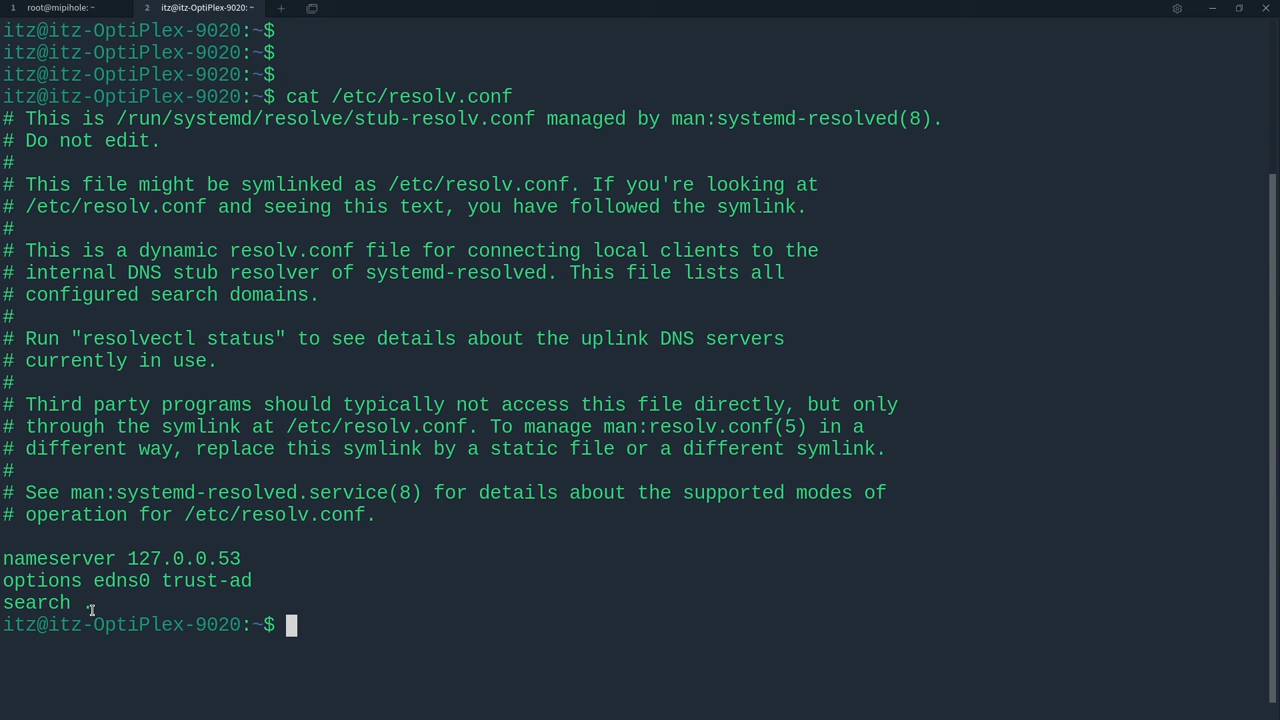 1 root@mipihole: ~
2 itz@itz-OptiPlex-9020: ~
itz@itz-OptiPlex-9020:~$
itz@itz-OptiPlex-9020:~$
itz@itz-OptiPlex-9020:~$
itz@itz-OptiPlex-9020:~$ cat /etc/resolv.conf
# This is /run/systemd/resolve/stub-resolv.conf managed by man:systemd-resolved(8).
# Do not edit.
#
# This file might be symlinked as /etc/resolv.conf. If you're looking at
# /etc/resolv.conf and seeing this text, you have followed the symlink.
#
# This is a dynamic resolv.conf file for connecting local clients to the
# internal DNS stub resolver of systemd-resolved. This file lists all
# configured search domains.
#
# Run "resolvectl status" to see details about the uplink DNS servers
# currently in use.
#
# Third party programs should typically not access this file directly, but only
# through the symlink at /etc/resolv.conf. To manage man:resolv.conf(5) in a
# different way, replace this symlink by a static file or a different symlink.
#
# See man:systemd-resolved.service(8) for details about the supported modes of
# operation for /etc/resolv.conf.
nameserver 127.0.0.53
options edns0 trust-ad
search .
itz@itz-OptiPlex-9020:~$